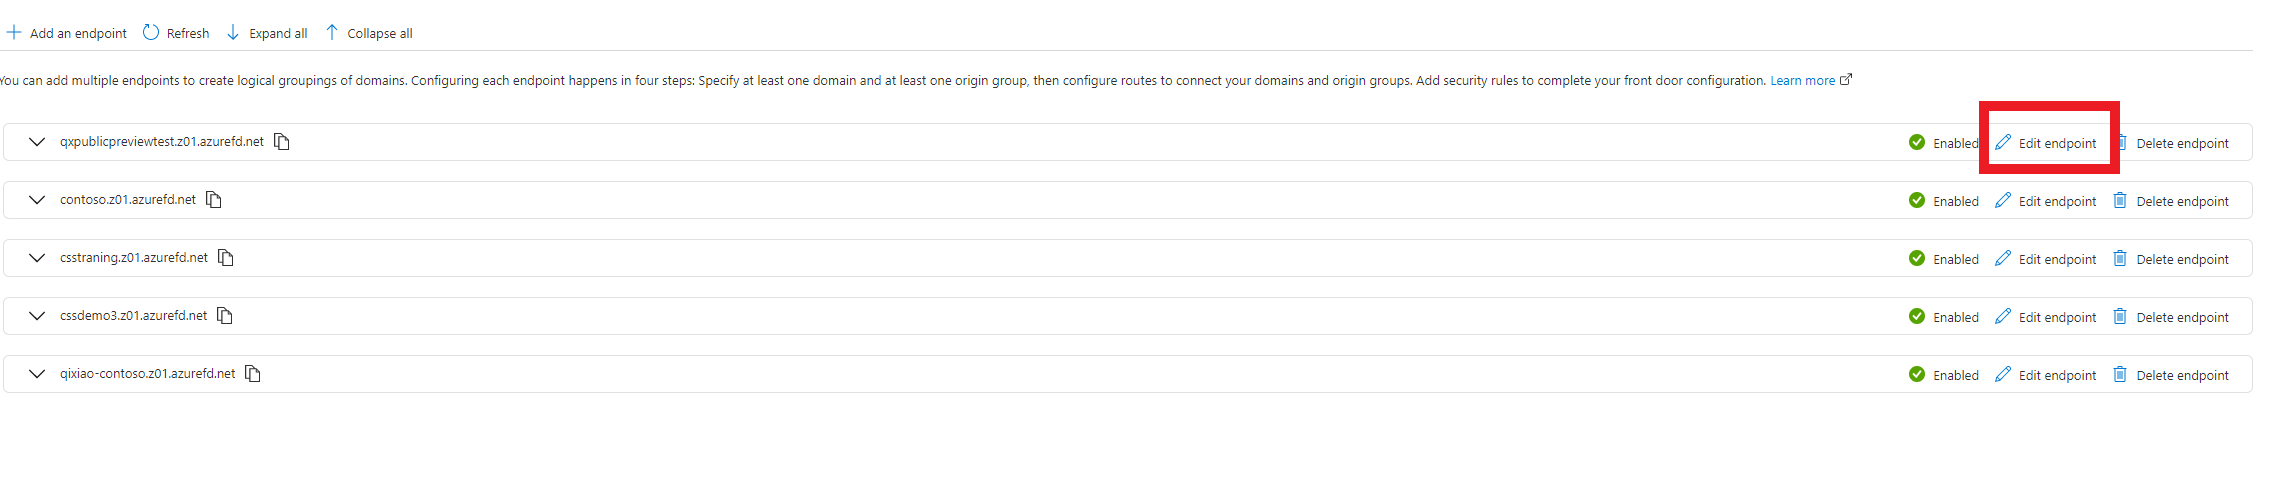 Add an endpoint Refresh Expand all Collapse all
You can add multiple endpoints to create logical groupings of domains. Configuring each endpoint happens in four steps: Specify at least one domain and at least one origin group, then configure routes to connect your domains and origin groups. Add security rules to complete your front door configuration. Learn more
qxpublicpreviewtest.z01.azurefd.net Enabled Edit endpoint Delete endpoint
contoso.z01.azurefd.net Enabled Edit endpoint Delete endpoint
csstraning.z01.azurefd.net Enabled Edit endpoint Delete endpoint
cssdemo3.z01.azurefd.net Enabled Edit endpoint Delete endpoint
qixiao-contoso.z01.azurefd.net Enabled Edit endpoint Delete endpoint